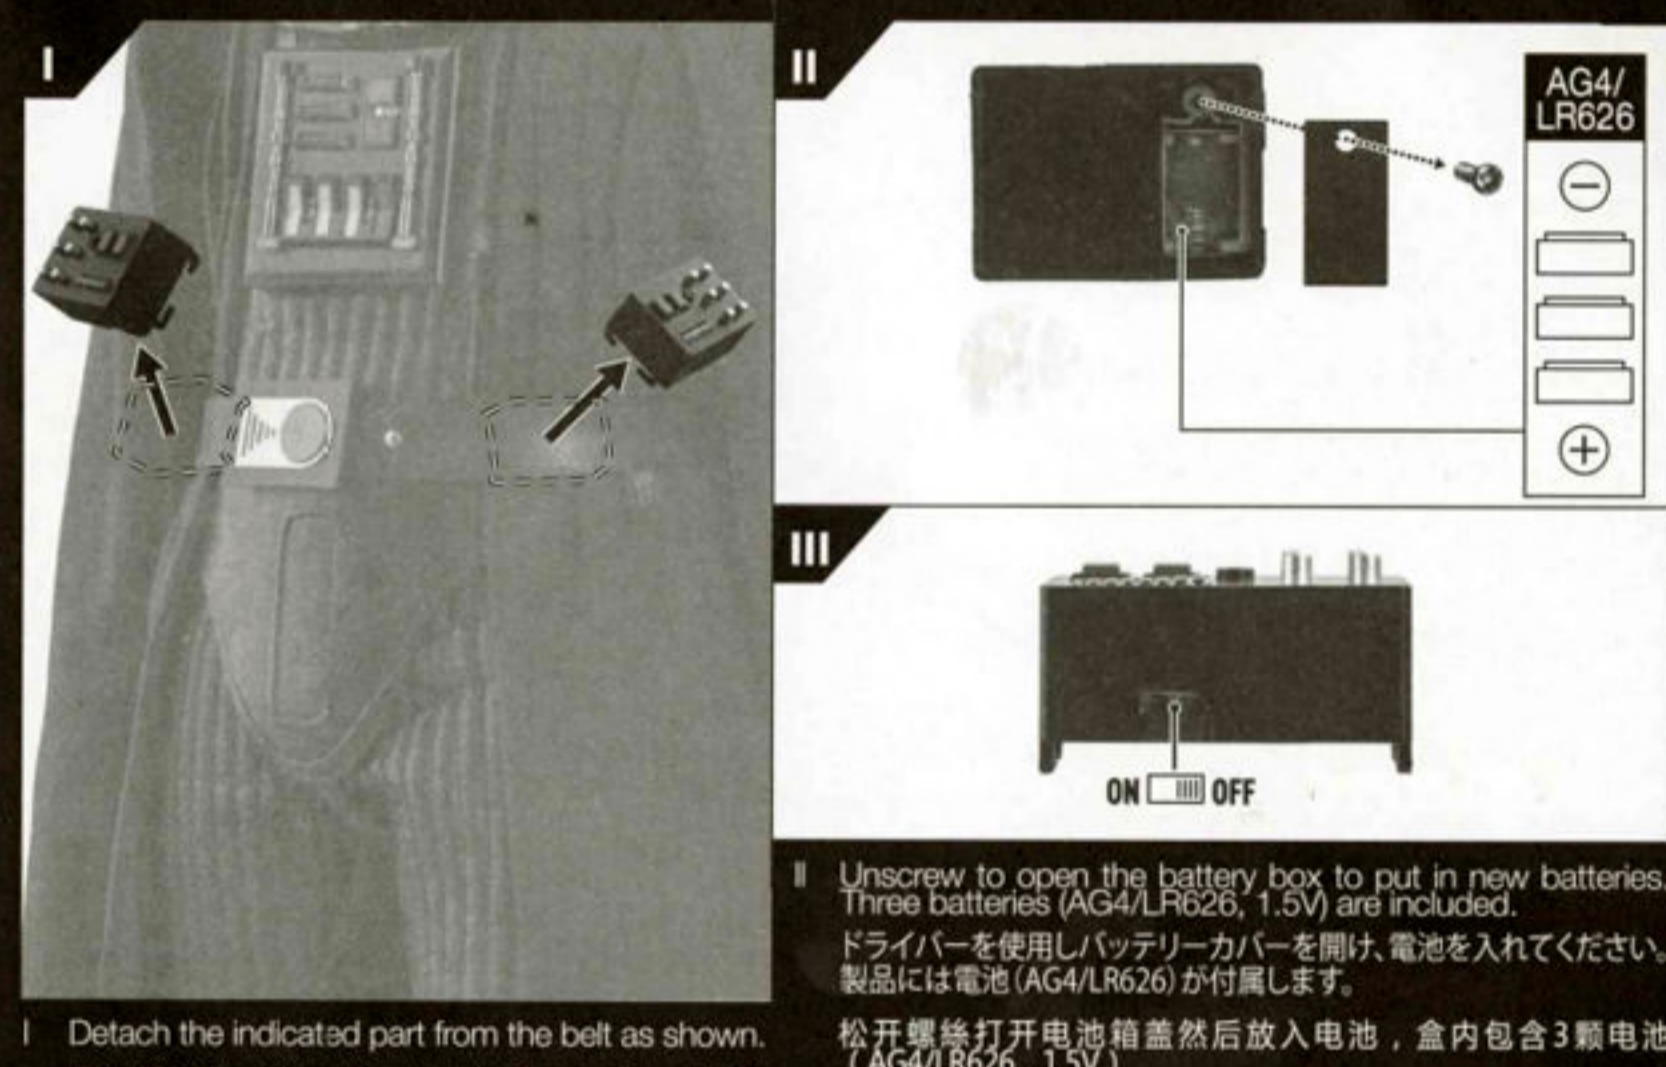 I
II
AG4/
LR626
III
ON OFF
I Detach the indicated part from the belt as shown.
II Unscrew to open the battery box to put in new batteries.
Three batteries (AG4/LR626, 1.5V) are included.
ドライバーを使用しバッテリーカバーを開け、電池を入れてください。
製品には電池(AG4/LR626)が付属します。
松开螺絲打开电池箱盖然后放入电池，盒内包含3颗电池
(AG4/LR626，1.5V)